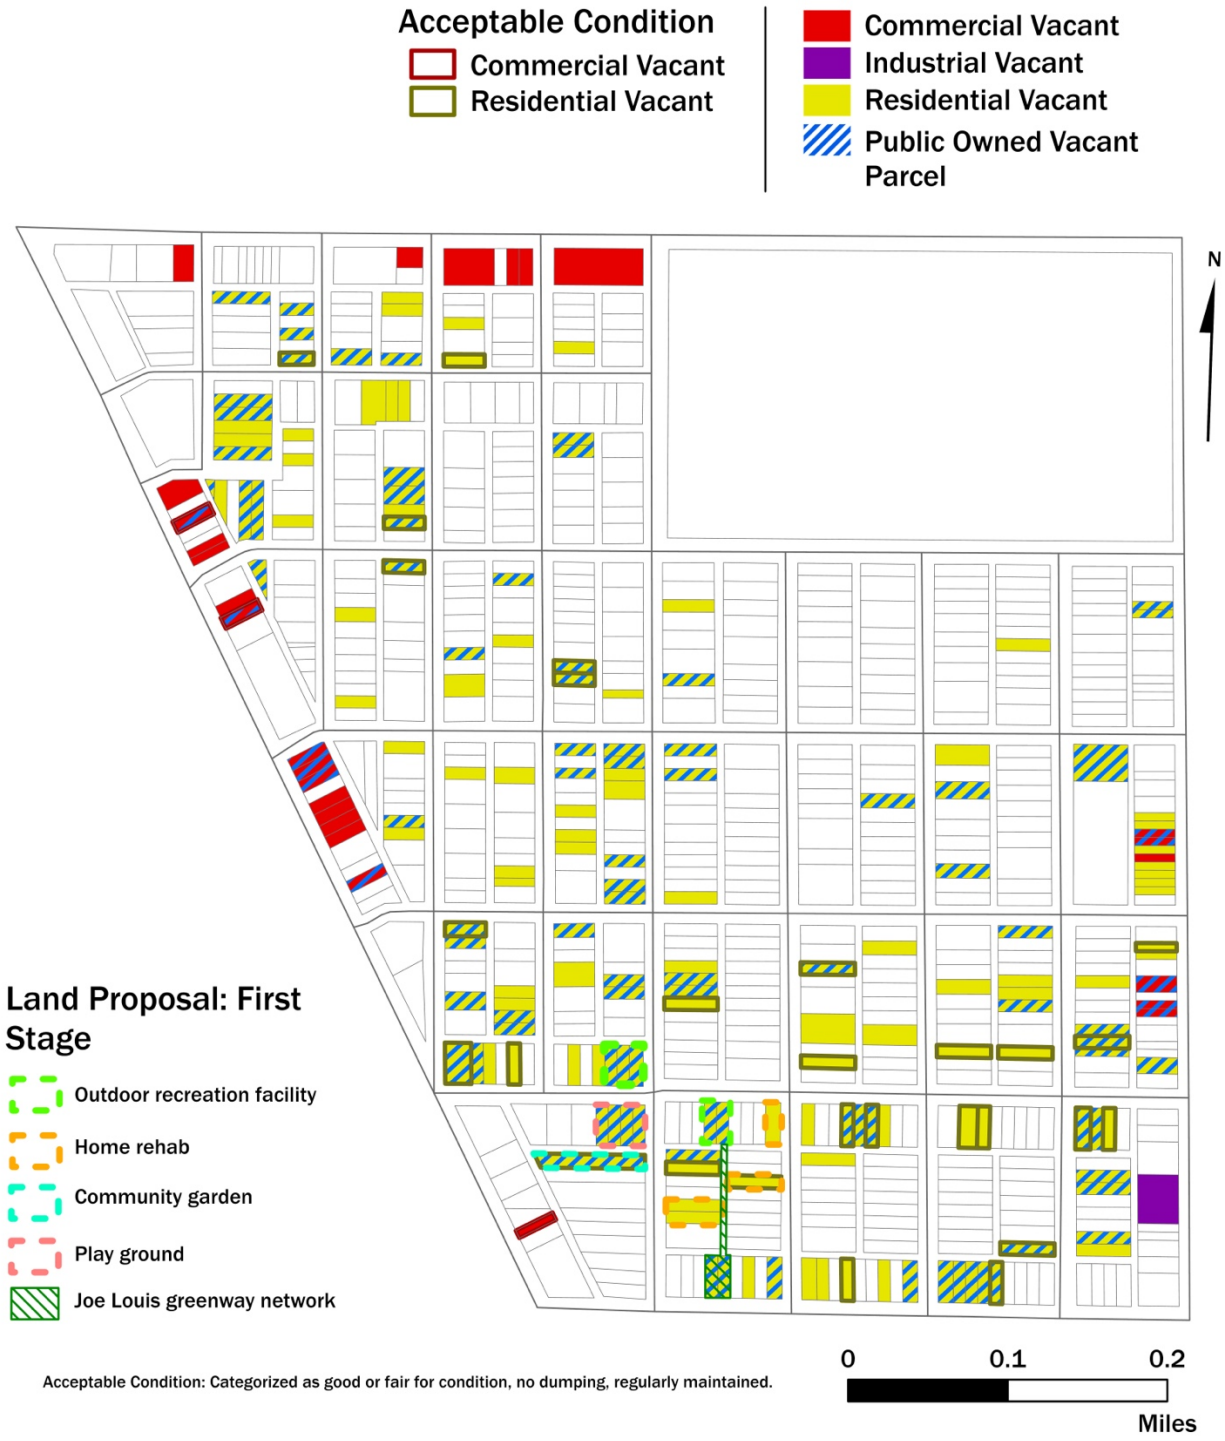 Acceptable Condition
Commercial Vacant
Residential Vacant
Commercial Vacant
Industrial Vacant
Residential Vacant
Public Owned Vacant
Parcel
N
Land Proposal: First
Stage
Outdoor recreation facility
Home rehab
Community garden
Play ground
Joe Louis greenway network
Acceptable Condition: Categorized as good or fair for condition, no dumping, regularly maintained.
0 0.1 0.2
Miles